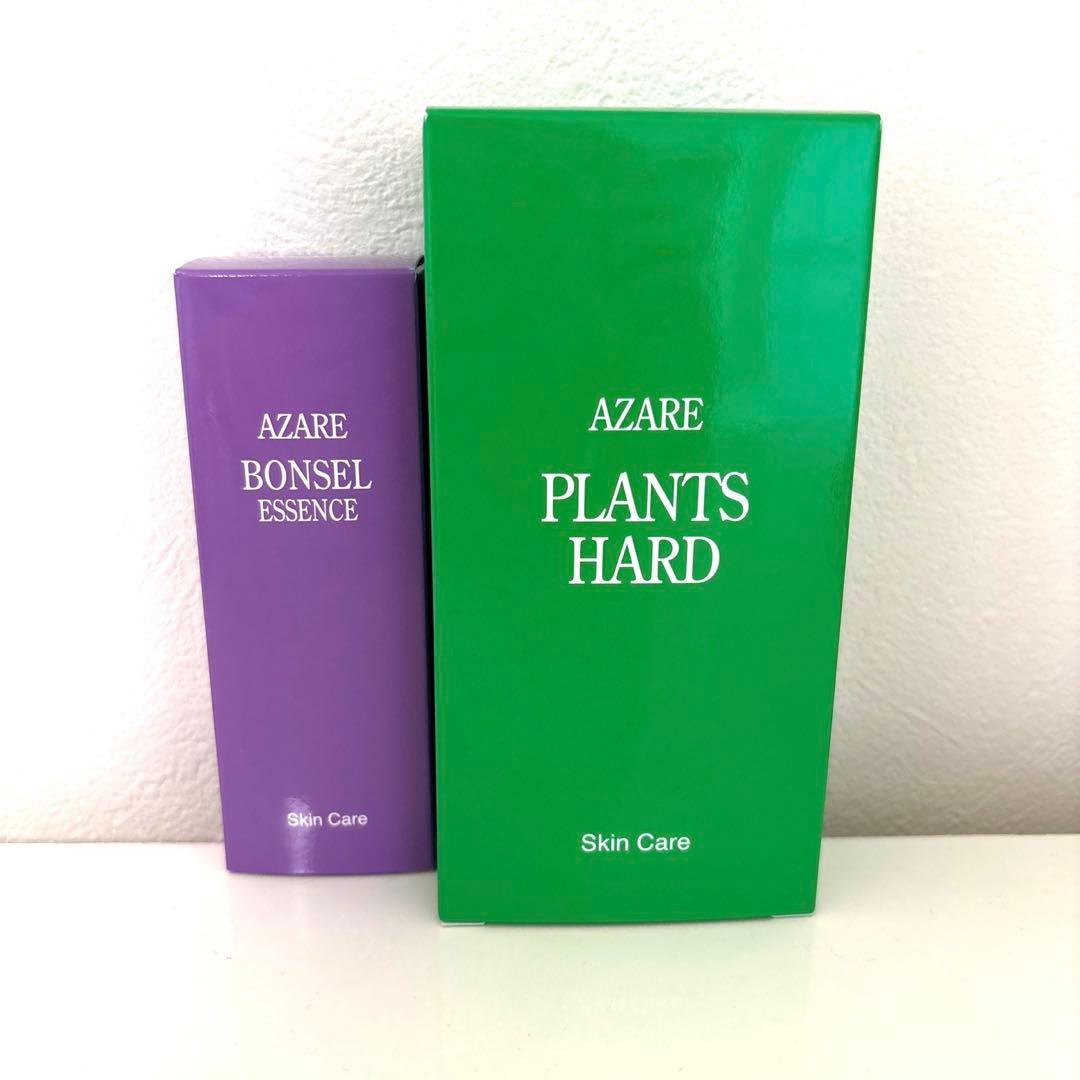 AZARE
BONSEL
ESSENCE
Skin Care
AZARE
PLANTS
HARD
Skin Care